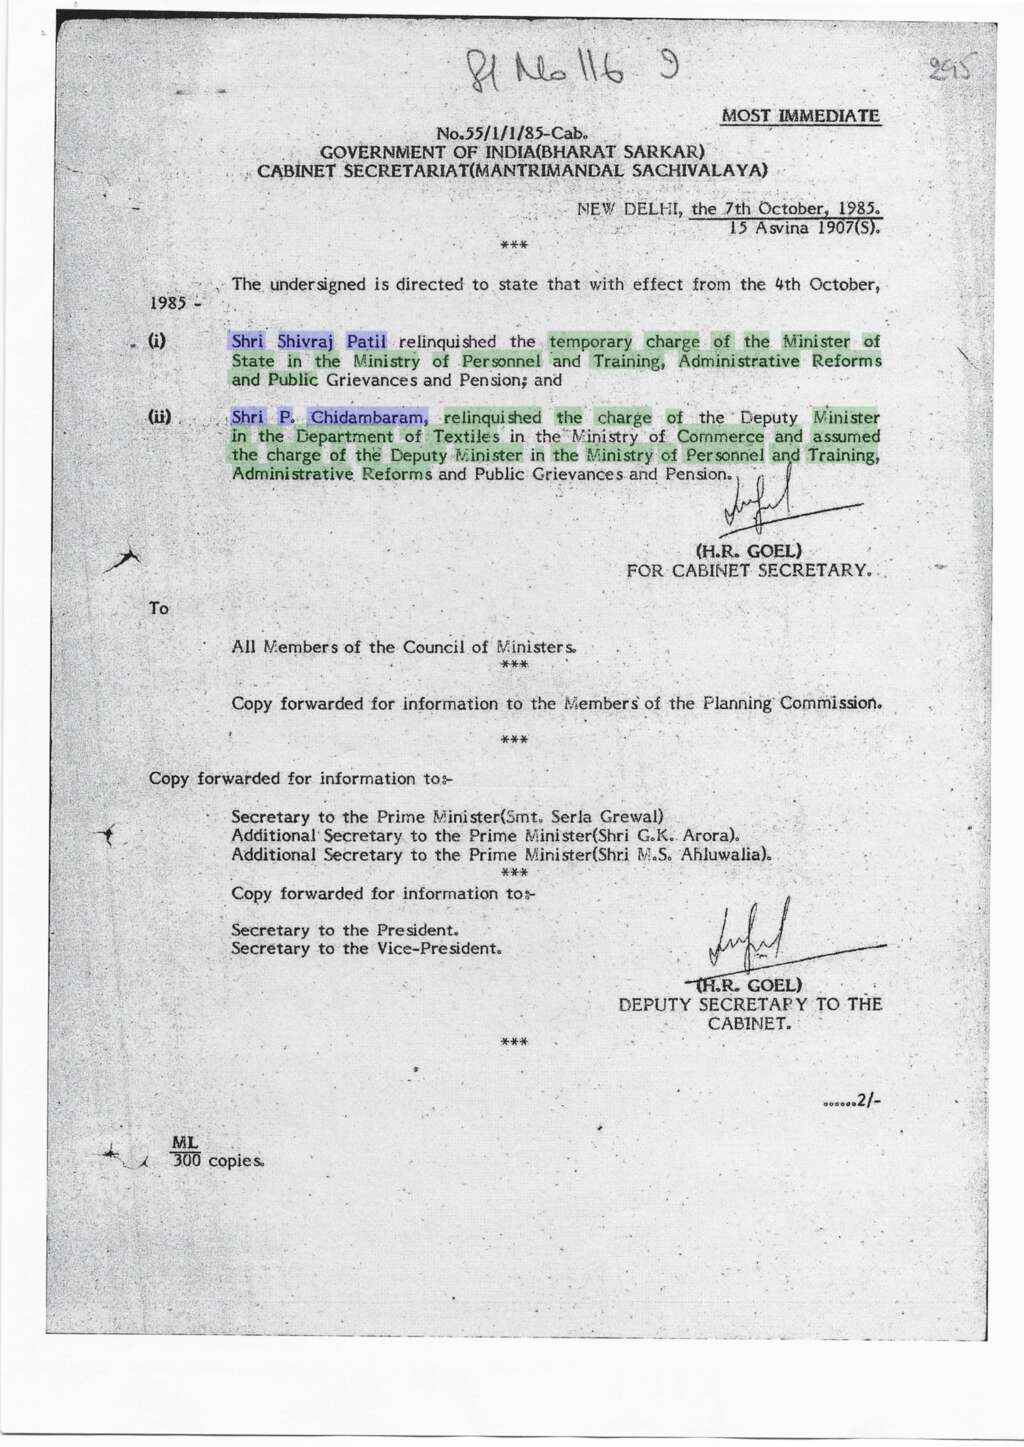 Sl No 116 9
295
MOST IMMEDIATE
No.55/1/1/85-Cab.
GOVERNMENT OF INDIA(BHARAT SARKAR)
CABINET SECRETARIAT(MANTRIMANDAL SACHIVALAYA)
NEW DELHI, the 7th October, 1985.
15 Asvina 1907(S).
***
The undersigned is directed to state that with effect from the 4th October,
1985 -
(i) Shri Shivraj Patil relinquished the temporary charge of the Minister of
State in the Ministry of Personnel and Training, Administrative Reforms
and Public Grievances and Pension; and
(ii) Shri P. Chidambaram, relinquished the charge of the Deputy Minister
in the Department of Textiles in the Ministry of Commerce and assumed
the charge of the Deputy Minister in the Ministry of Personnel and Training,
Administrative Reforms and Public Grievances and Pension.
(H.R. GOEL)
FOR CABINET SECRETARY.
To
All Members of the Council of Ministers.
***
Copy forwarded for information to the Members of the Planning Commission.
***
Copy forwarded for information to:-
Secretary to the Prime Minister(Smt. Serla Grewal)
Additional Secretary to the Prime Minister(Shri G.K. Arora).
Additional Secretary to the Prime Minister(Shri M.S. Ahluwalia).
***
Copy forwarded for information to:-
Secretary to the President.
Secretary to the Vice-President.
(H.R. GOEL)
DEPUTY SECRETARY TO THE
CABINET.
***
......2/-
ML
300 copies.